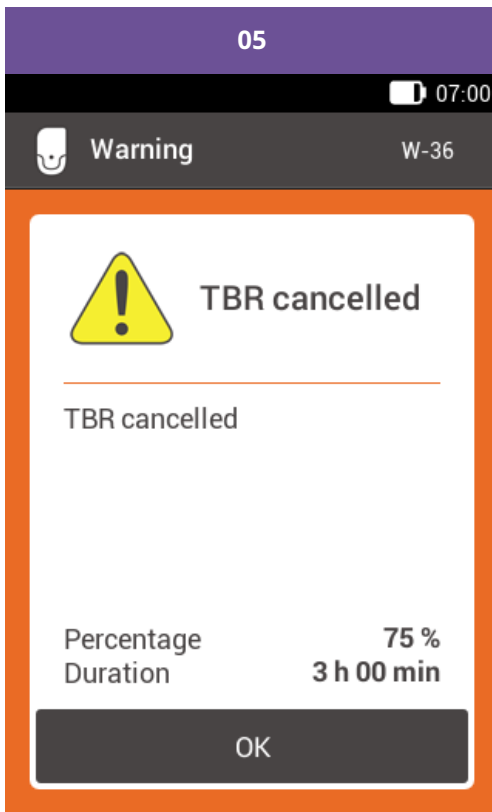 05
07:00
Warning W-36
TBR cancelled
TBR cancelled
Percentage 75 %
Duration 3 h 00 min
OK